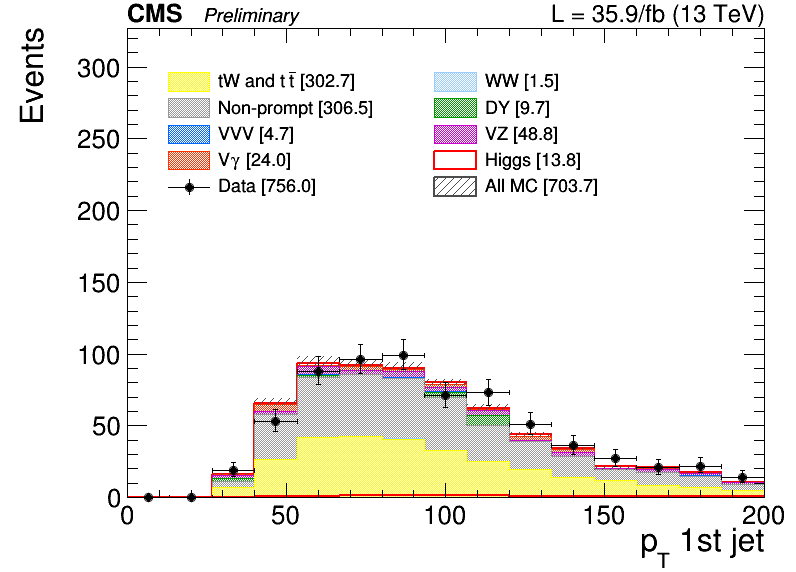 CMS Preliminary L = 35.9/fb (13 TeV)
Events
300
250
200
150
100
50
0
tW and t t̅ [302.7]
Non-prompt [306.5]
VVV [4.7]
Vγ [24.0]
Data [756.0]
WW [1.5]
DY [9.7]
VZ [48.8]
Higgs [13.8]
All MC [703.7]
0 50 100 150 200
p_T 1st jet